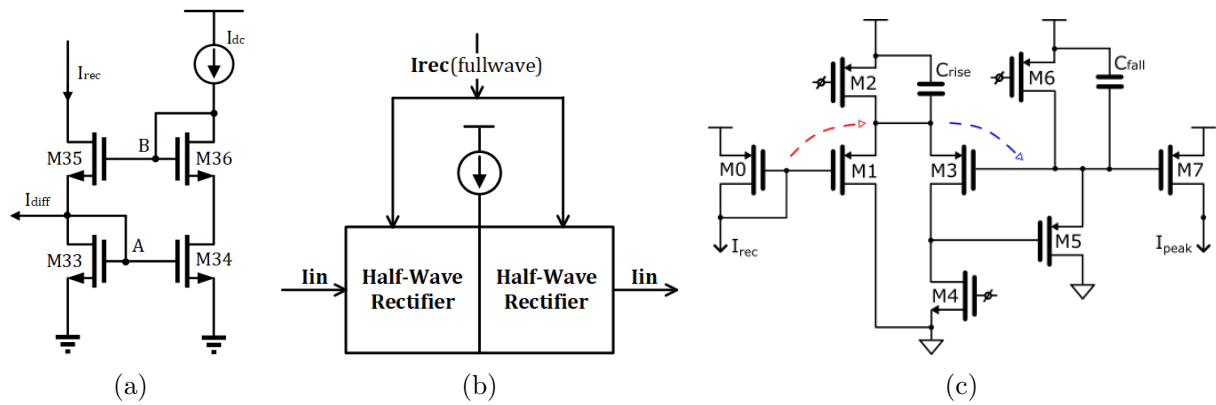 Idc
Irec
B
M35
M36
Idiff
A
M33
M34
(a)
Irec(fullwave)
Iin
Half-Wave
Rectifier
Half-Wave
Rectifier
Iin
(b)
M2
Crise
M6
Cfall
M0
M1
M3
M7
Irec
M5
Ipeak
M4
(c)